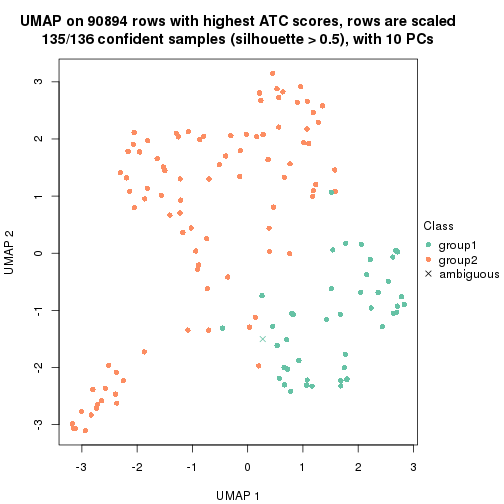 UMAP on 90894 rows with highest ATC scores, rows are scaled
135/136 confident samples (silhouette > 0.5), with 10 PCs
3
2
1
0
-1
-2
-3
UMAP 2
-3
-2
-1
0
1
2
3
UMAP 1
Class
group1
group2
ambiguous